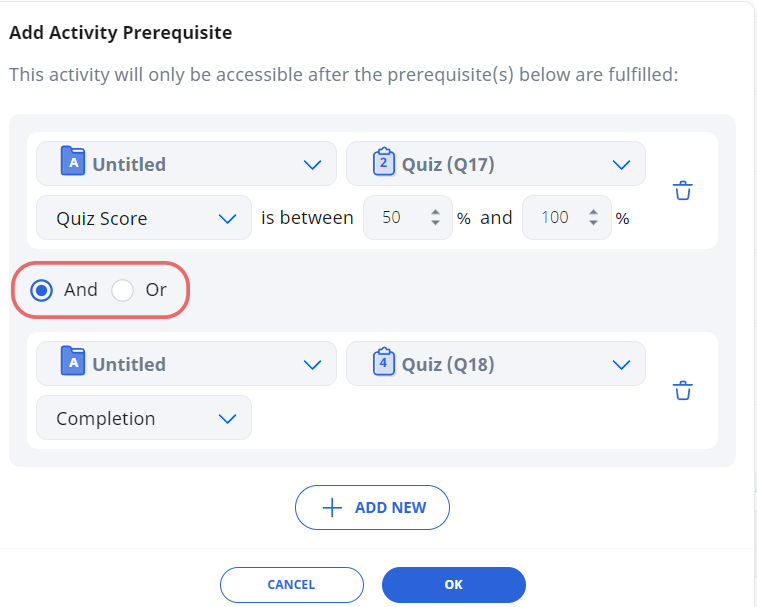 Add Activity Prerequisite
This activity will only be accessible after the prerequisite(s) below are fulfilled:
A Untitled 2 Quiz (Q17)
Quiz Score is between 50 % and 100 %
And Or
A Untitled 4 Quiz (Q18)
Completion
ADD NEW
CANCEL OK